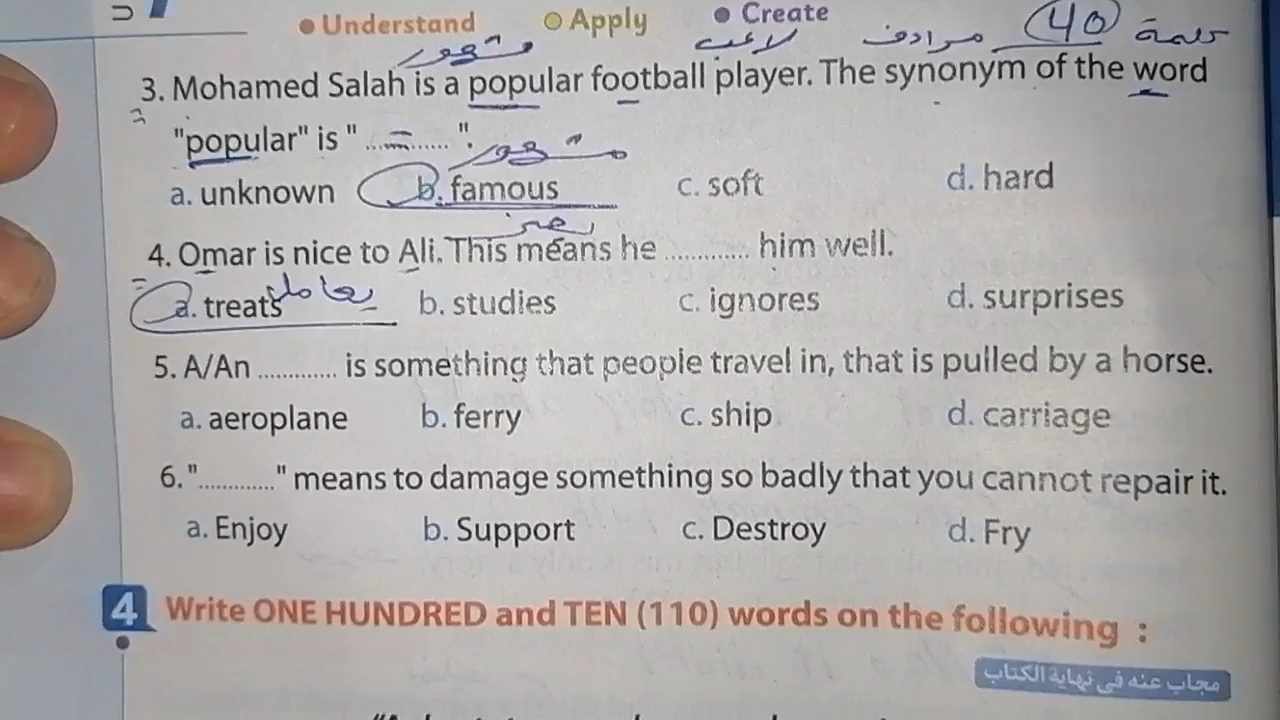 Understand Apply Create
مشهور لاعب مرادف 40 كلمة
3. Mohamed Salah is a popular football player. The synonym of the word
"popular" is " ............ ".
مشهور
a. unknown b. famous c. soft d. hard
يعنى
4. Omar is nice to Ali. This means he ............. him well.
a. treats يعامل b. studies c. ignores d. surprises
5. A/An ............. is something that people travel in, that is pulled by a horse.
a. aeroplane b. ferry c. ship d. carriage
6. "............." means to damage something so badly that you cannot repair it.
a. Enjoy b. Support c. Destroy d. Fry
4 Write ONE HUNDRED and TEN (110) words on the following :
مجاب عنه فى نهاية الكتاب